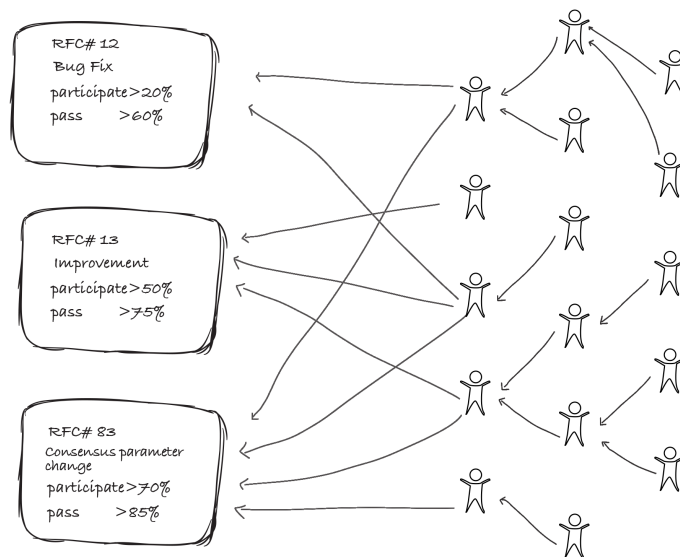 RFC# 12
Bug Fix
participate>20%
pass >60%
RFC# 13
Improvement
participate>50%
pass >75%
RFC# 83
Consensus parameter
change
participate>70%
pass >85%